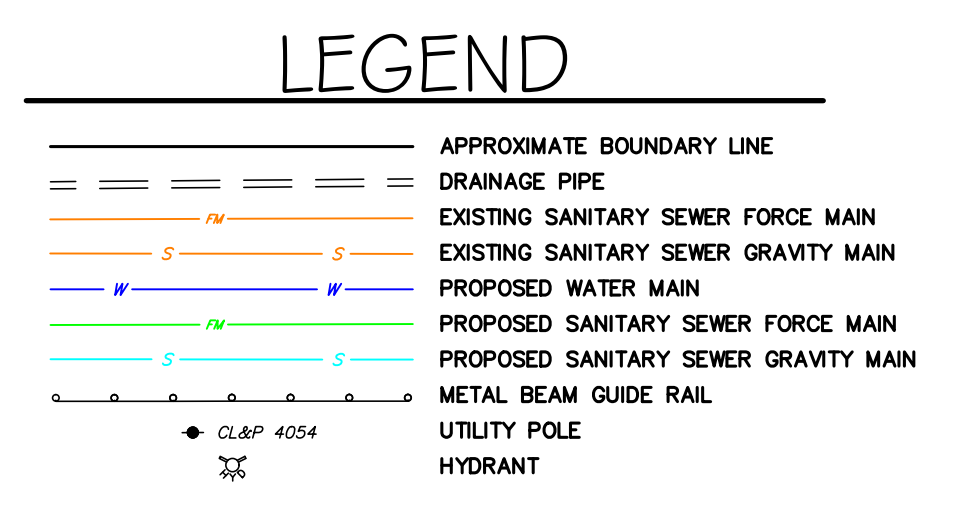 LEGEND
APPROXIMATE BOUNDARY LINE
DRAINAGE PIPE
FM EXISTING SANITARY SEWER FORCE MAIN
S S EXISTING SANITARY SEWER GRAVITY MAIN
W W PROPOSED WATER MAIN
FM PROPOSED SANITARY SEWER FORCE MAIN
S S PROPOSED SANITARY SEWER GRAVITY MAIN
METAL BEAM GUIDE RAIL
CL&P 4054 UTILITY POLE
HYDRANT